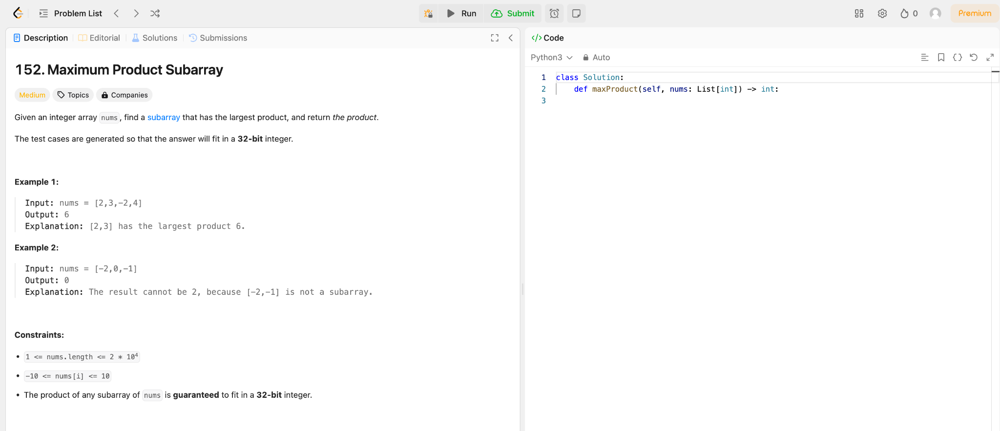 Problem List
Run
Submit
0
Premium
Description
Editorial
Solutions
Submissions
152. Maximum Product Subarray
Medium
Topics
Companies
Given an integer array nums, find a subarray that has the largest product, and return the product.
The test cases are generated so that the answer will fit in a 32-bit integer.
Example 1:
Input: nums = [2,3,-2,4]
Output: 6
Explanation: [2,3] has the largest product 6.
Example 2:
Input: nums = [-2,0,-1]
Output: 0
Explanation: The result cannot be 2, because [-2,-1] is not a subarray.
Constraints:
• 1 <= nums.length <= 2 * 10⁴
• -10 <= nums[i] <= 10
• The product of any subarray of nums is guaranteed to fit in a 32-bit integer.
</> Code
Python3
Auto
1 class Solution:
2     def maxProduct(self, nums: List[int]) -> int:
3